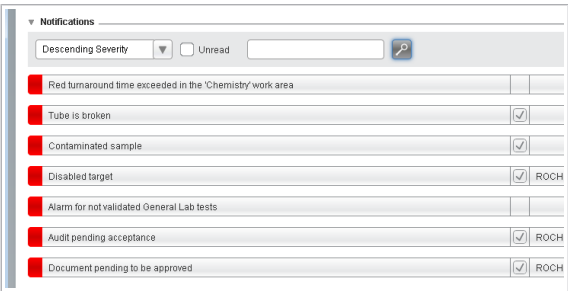 Notifications
Descending Severity Unread
Red turnaround time exceeded in the 'Chemistry' work area
Tube is broken
Contaminated sample
Disabled target ROCH
Alarm for not validated General Lab tests
Audit pending acceptance ROCH
Document pending to be approved ROCH